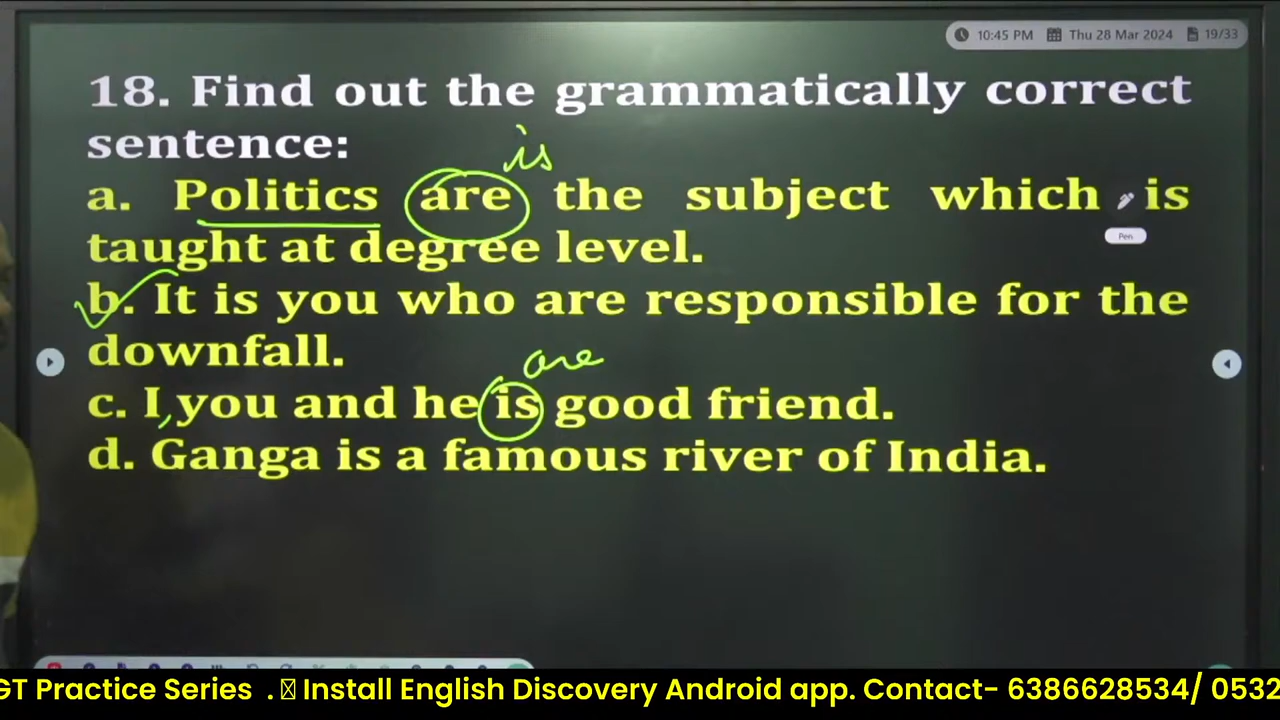 10:45 PM Thu 28 Mar 2024 19/33
18. Find out the grammatically correct
sentence:
is
a. Politics are the subject which is
Pen
taught at degree level.
b. It is you who are responsible for the
downfall.
are
c. I,you and he is good friend.
d. Ganga is a famous river of India.
GT Practice Series . Install English Discovery Android app. Contact- 6386628534/ 0532